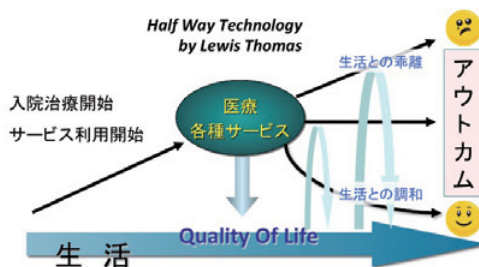 Half Way Technology
by Lewis Thomas
生活との乖離
入院治療開始
サービス利用開始
医療
各種サービス
アウトカム
生活との調和
Quality Of Life
生 活